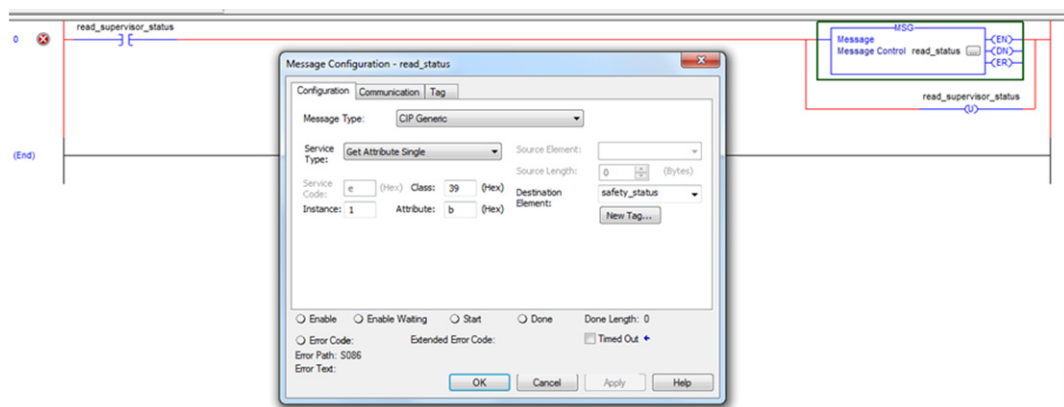 read_supervisor_status
0
MSG
Message
Message Control read_status ...
EN
DN
ER
read_supervisor_status
U
(End)
Message Configuration - read_status
Configuration Communication Tag
Message Type: CIP Generic
Service Type: Get Attribute Single
Source Element:
Source Length: 0 (Bytes)
Service Code: e (Hex) Class: 39 (Hex)
Destination Element: safety_status
Instance: 1 Attribute: b (Hex)
New Tag...
Enable Enable Waiting Start Done Done Length: 0
Error Code: Extended Error Code: Timed Out
Error Path: S086
Error Text:
OK Cancel Apply Help